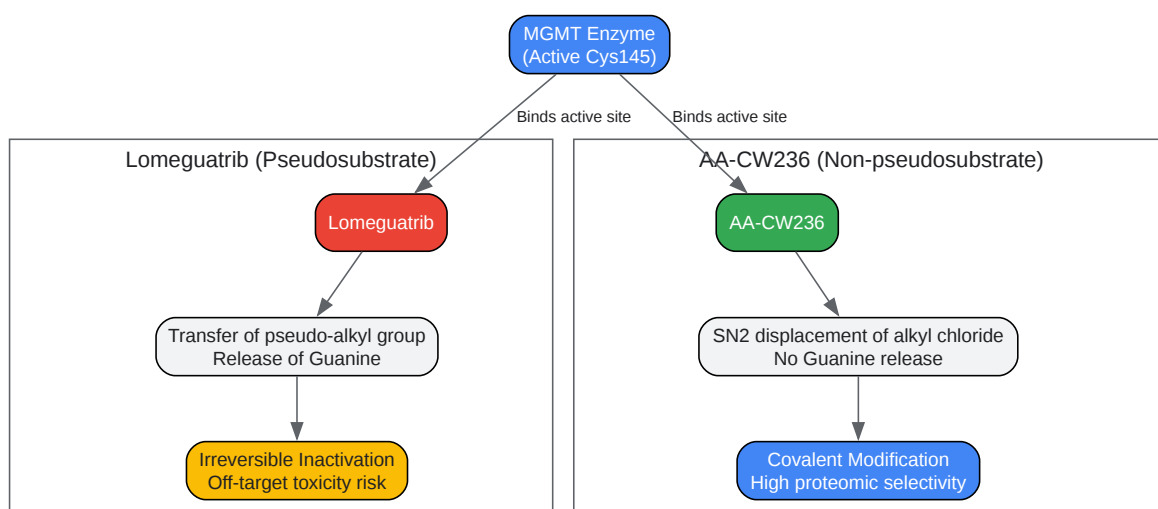 MGMT Enzyme
(Active Cys145)
Binds active site
Binds active site
Lomeguatrib (Pseudosubstrate)
AA-CW236 (Non-pseudosubstrate)
Lomeguatrib
AA-CW236
Transfer of pseudo-alkyl group
Release of Guanine
SN2 displacement of alkyl chloride
No Guanine release
Irreversible Inactivation
Off-target toxicity risk
Covalent Modification
High proteomic selectivity